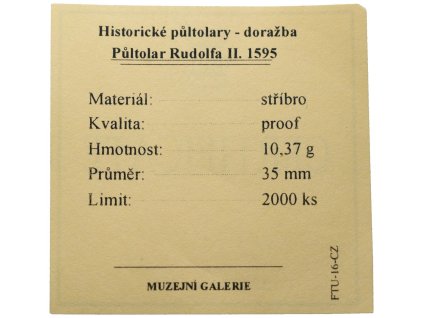 Historické půltolary - doražba
Půltolar Rudolfa II. 1595
Materiál: stříbro
Kvalita: proof
Hmotnost: 10,37 g
Průměr: 35 mm
Limit: 2000 ks
MUZEJNÍ GALERIE
FTU-16-CZ